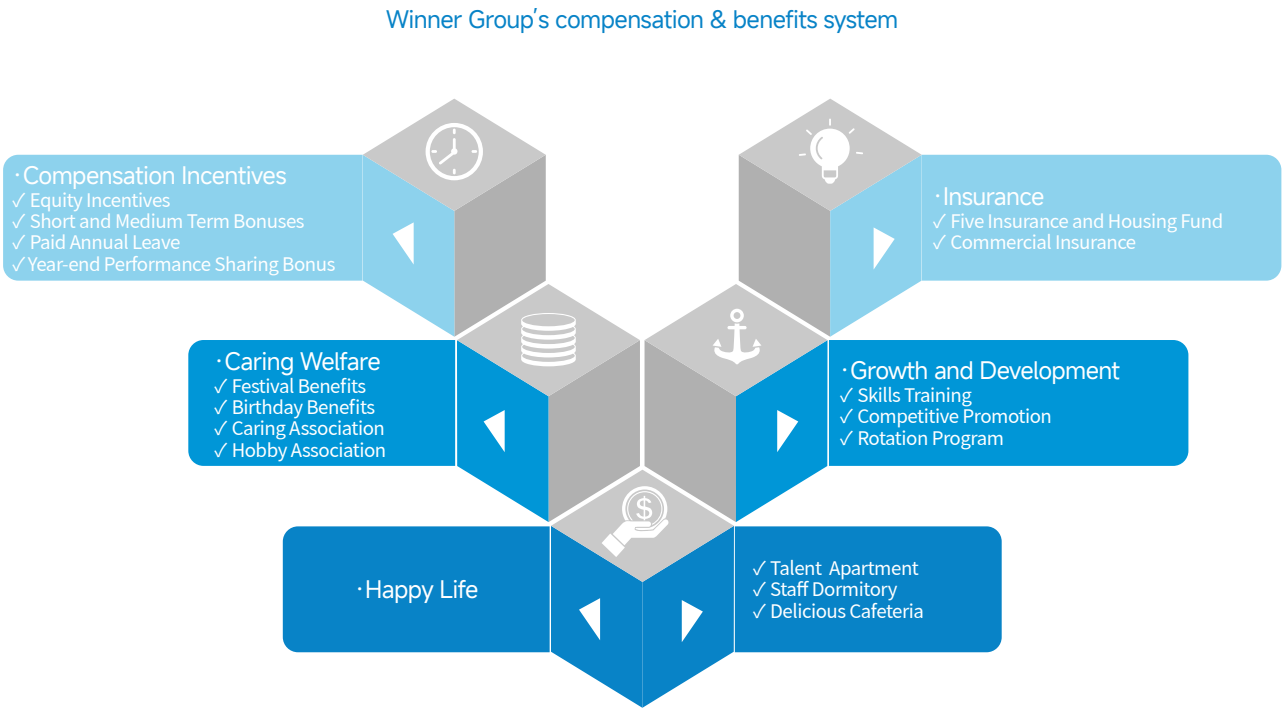 Winner Group's compensation & benefits system
·Compensation Incentives
✓ Equity Incentives
✓ Short and Medium Term Bonuses
✓ Paid Annual Leave
✓ Year-end Performance Sharing Bonus
·Insurance
✓ Five Insurance and Housing Fund
✓ Commercial Insurance
·Caring Welfare
✓ Festival Benefits
✓ Birthday Benefits
✓ Caring Association
✓ Hobby Association
·Growth and Development
✓ Skills Training
✓ Competitive Promotion
✓ Rotation Program
$
·Happy Life
✓ Talent Apartment
✓ Staff Dormitory
✓ Delicious Cafeteria